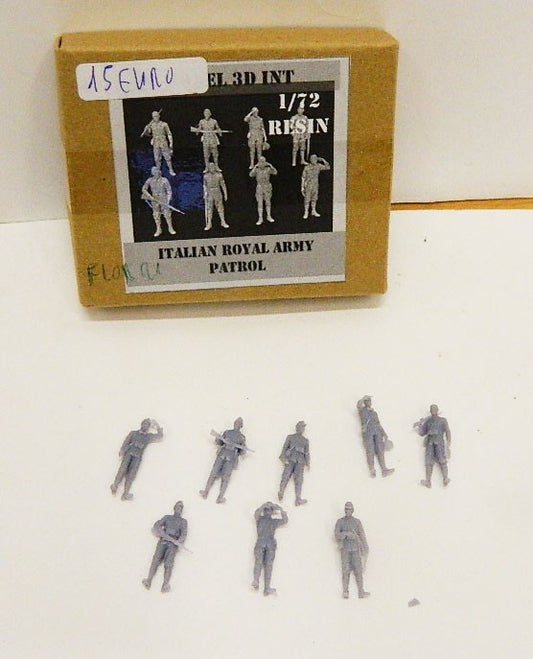 15 EURO
EL 3D INT
1/72
RESIN
ITALIAN ROYAL ARMY
PATROL